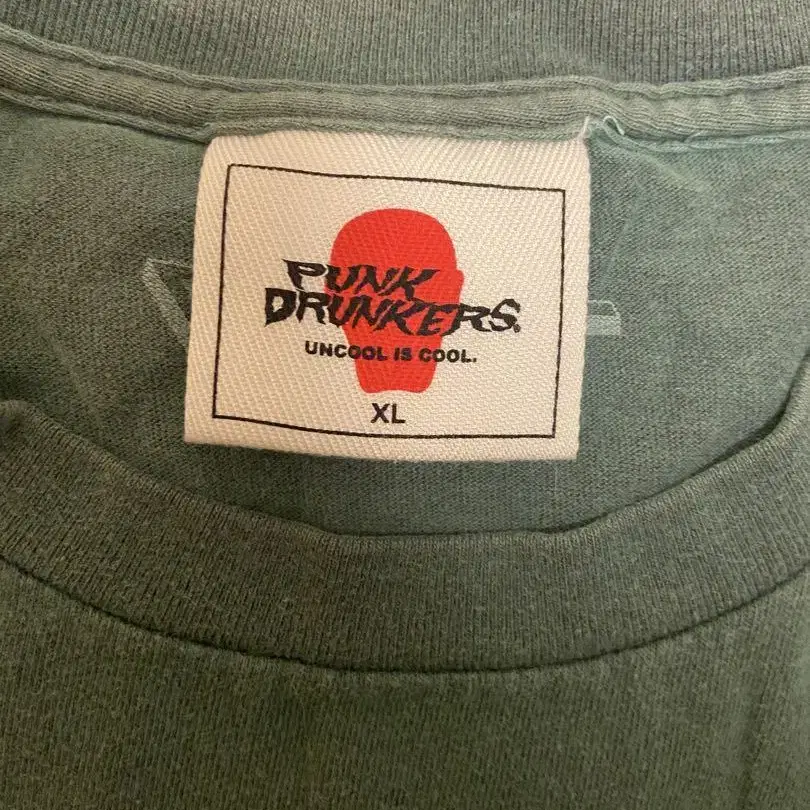 PUNK
DRUNKERS.
UNCOOL IS COOL.
XL